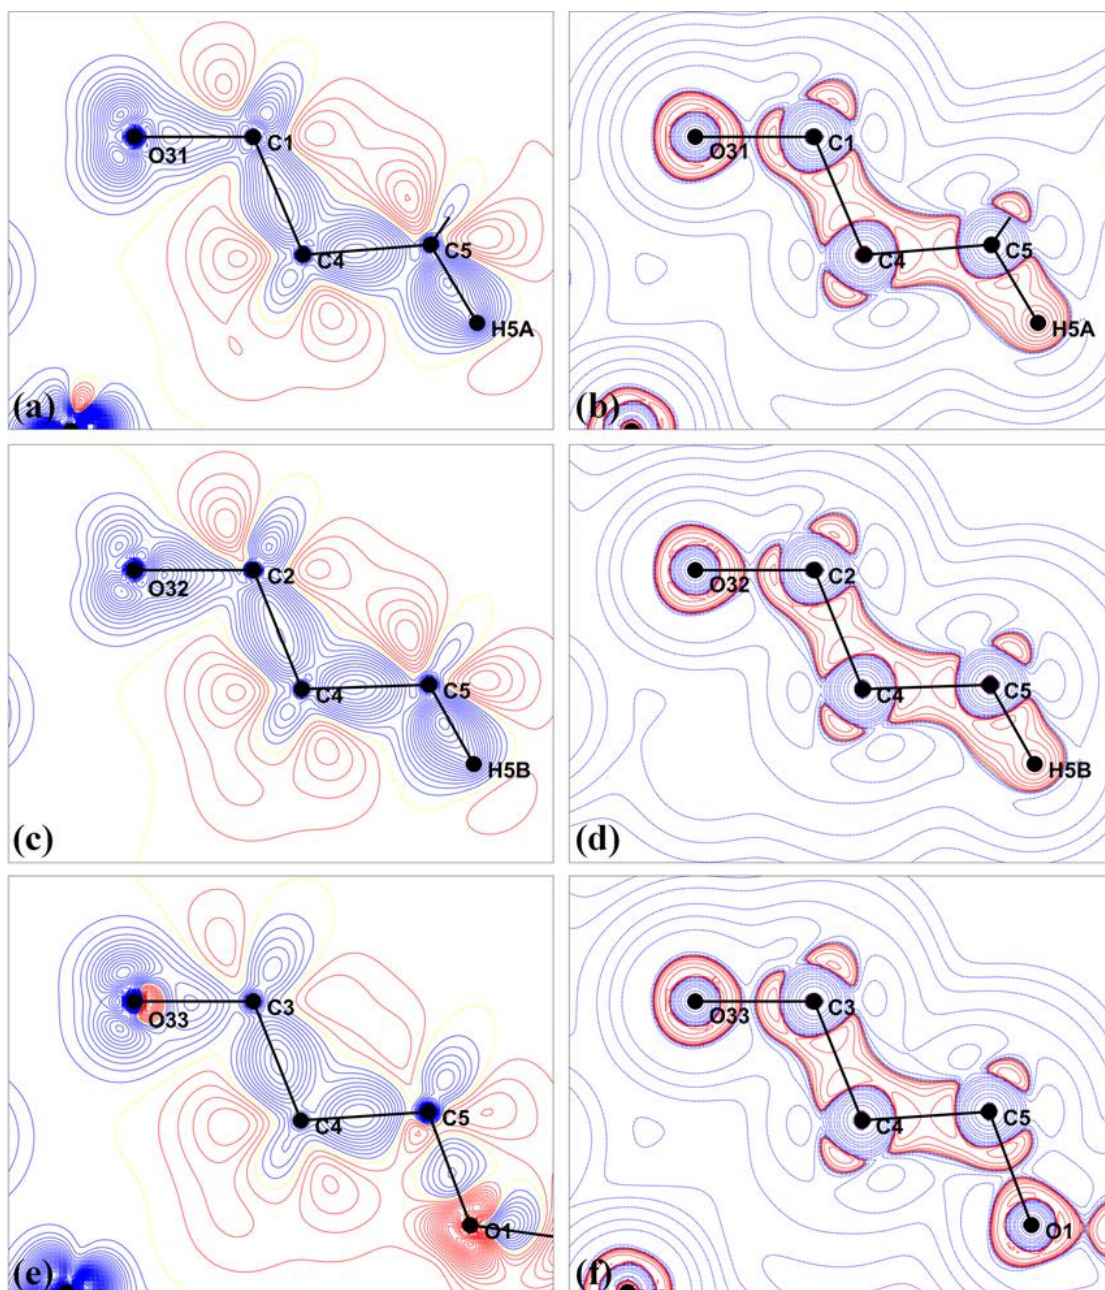 O31 C1 C4 C5 H5A (a)
O31 C1 C4 C5 H5A (b)
O32 C2 C4 C5 H5B (c)
O32 C2 C4 C5 H5B (d)
O33 C3 C4 C5 O1 (e)
O33 C3 C4 C5 O1 (f)